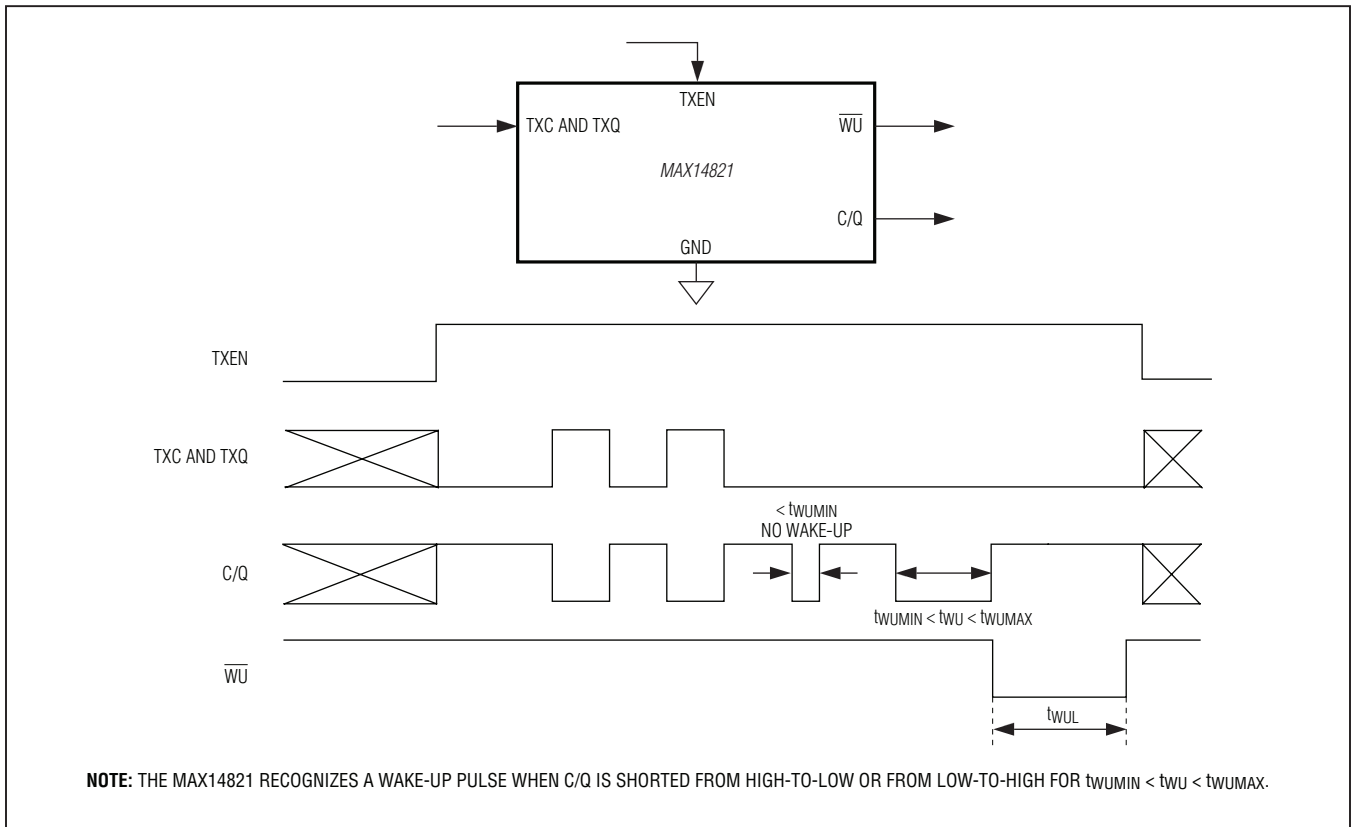 TXEN
TXC AND TXQ
W̅U̅
MAX14821
C/Q
GND
TXEN
TXC AND TXQ
< tWUMIN
NO WAKE-UP
C/Q
tWUMIN < tWU < tWUMAX
W̅U̅
tWUL
NOTE: THE MAX14821 RECOGNIZES A WAKE-UP PULSE WHEN C/Q IS SHORTED FROM HIGH-TO-LOW OR FROM LOW-TO-HIGH FOR tWUMIN < tWU < tWUMAX.